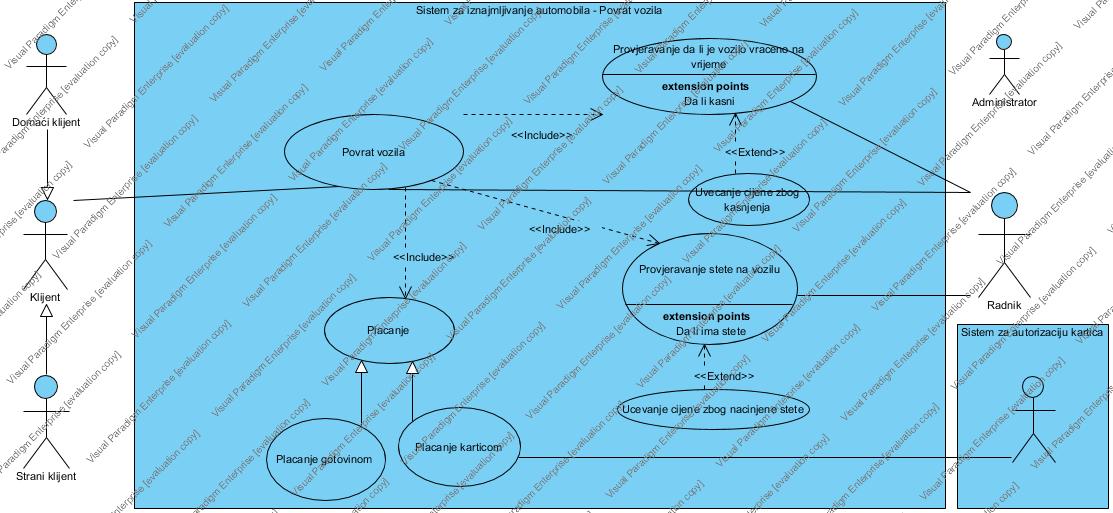 Sistem za iznajmljivanje automobila - Povrat vozila
Provjeravanje da li je vozilo vraceno na
vrijeme
extension points
Da li kasni
Administrator
Domaći klijent
<<Include>>
Povrat vozila
<<Extend>>
Uvecanje cijene zbog
kasnjenja
<<Include>>
<<Include>>
Provjeravanje stete na vozilu
extension points
Da li ima stete
Klijent
Radnik
Placanje
Sistem za autorizaciju kartica
<<Extend>>
Ucevanje cijene zbog nacinjene stete
Placanje karticom
Placanje gotovinom
Strani klijent
Visual Paradigm Enterprise [evaluation copy]